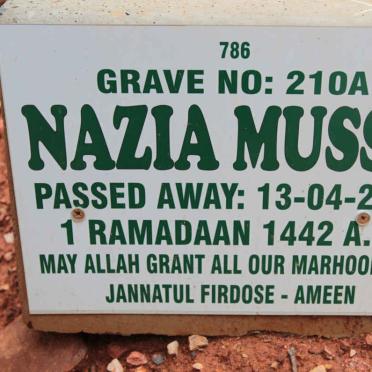 786
GRAVE NO: 210A
NAZIA MUSS
PASSED AWAY: 13-04-2
1 RAMADAAN 1442 A.
MAY ALLAH GRANT ALL OUR MARHOO
JANNATUL FIRDOSE - AMEEN